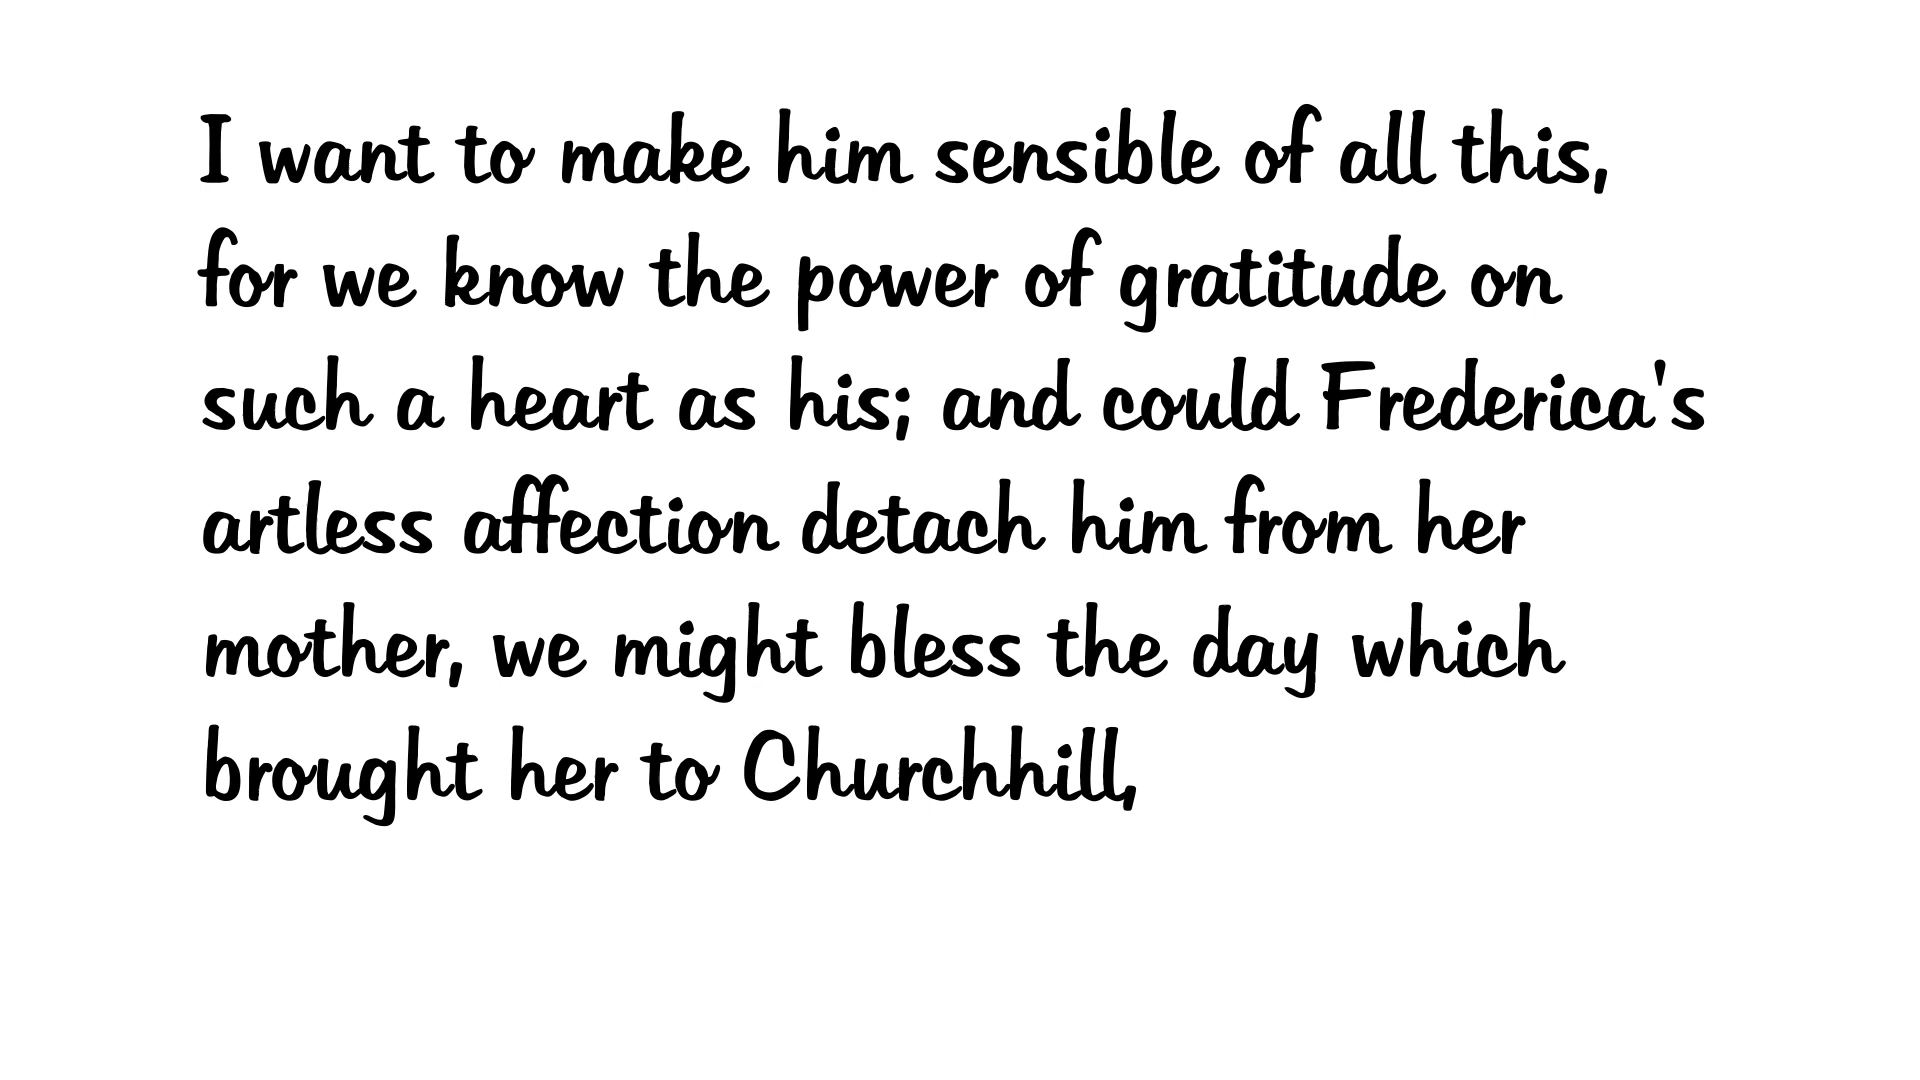 I want to make him sensible of all this,
for we know the power of gratitude on
such a heart as his; and could Frederica's
artless affection detach him from her
mother, we might bless the day which
brought her to Churchhill,